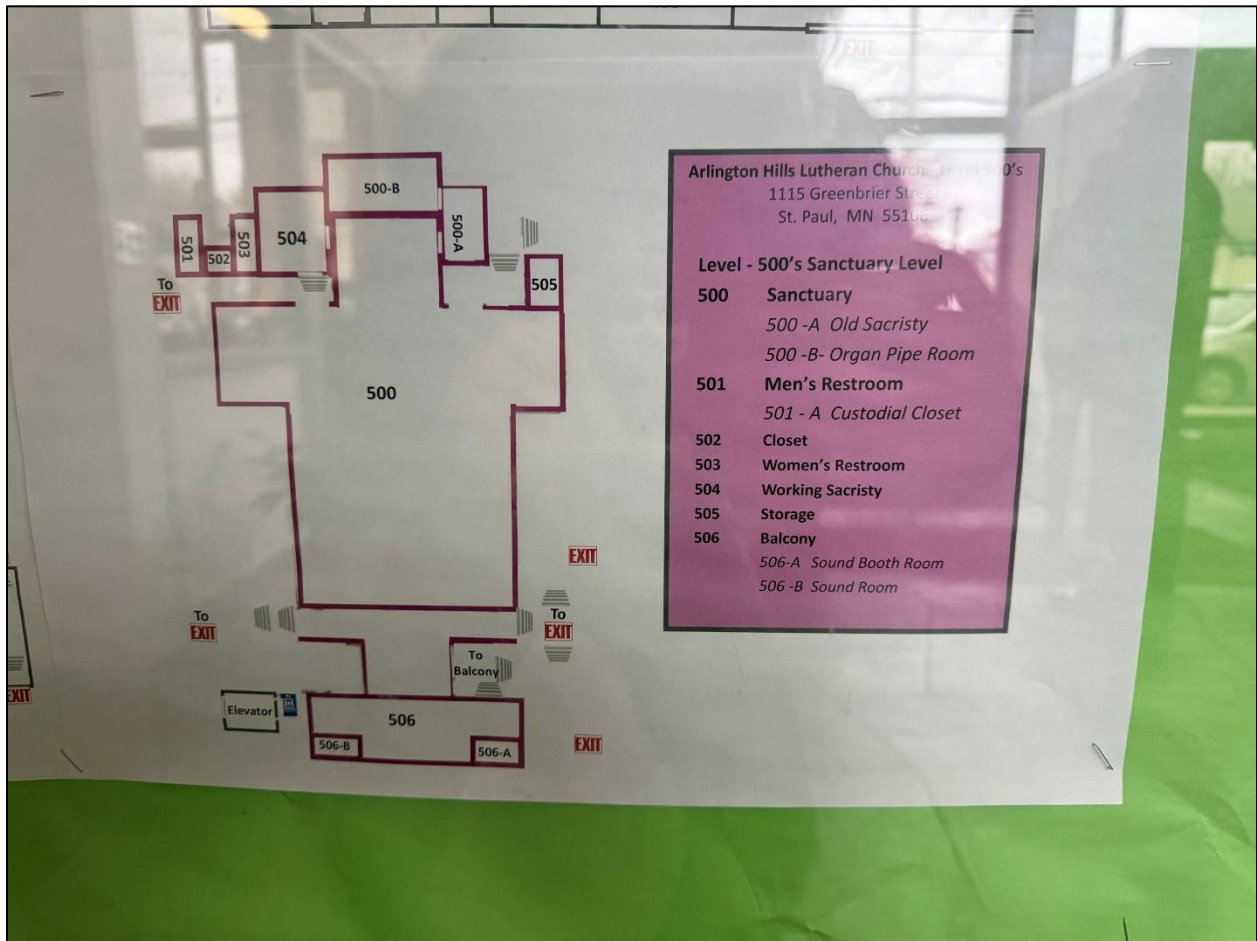 EXIT
500-B
500-A
504
503
501
502
505
To
EXIT
500
EXIT
To
EXIT
To
EXIT
To
Balcony
Elevator
506
506-B
506-A
EXIT
EXIT
Arlington Hills Lutheran Church - Level 500's
1115 Greenbrier Street
St. Paul, MN
Level - 500's Sanctuary Level
500 Sanctuary
500 -A Old Sacristy
500 -B- Organ Pipe Room
501 Men's Restroom
501 - A Custodial Closet
502 Closet
503 Women's Restroom
504 Working Sacristy
505 Storage
506 Balcony
506-A Sound Booth Room
506 -B Sound Room